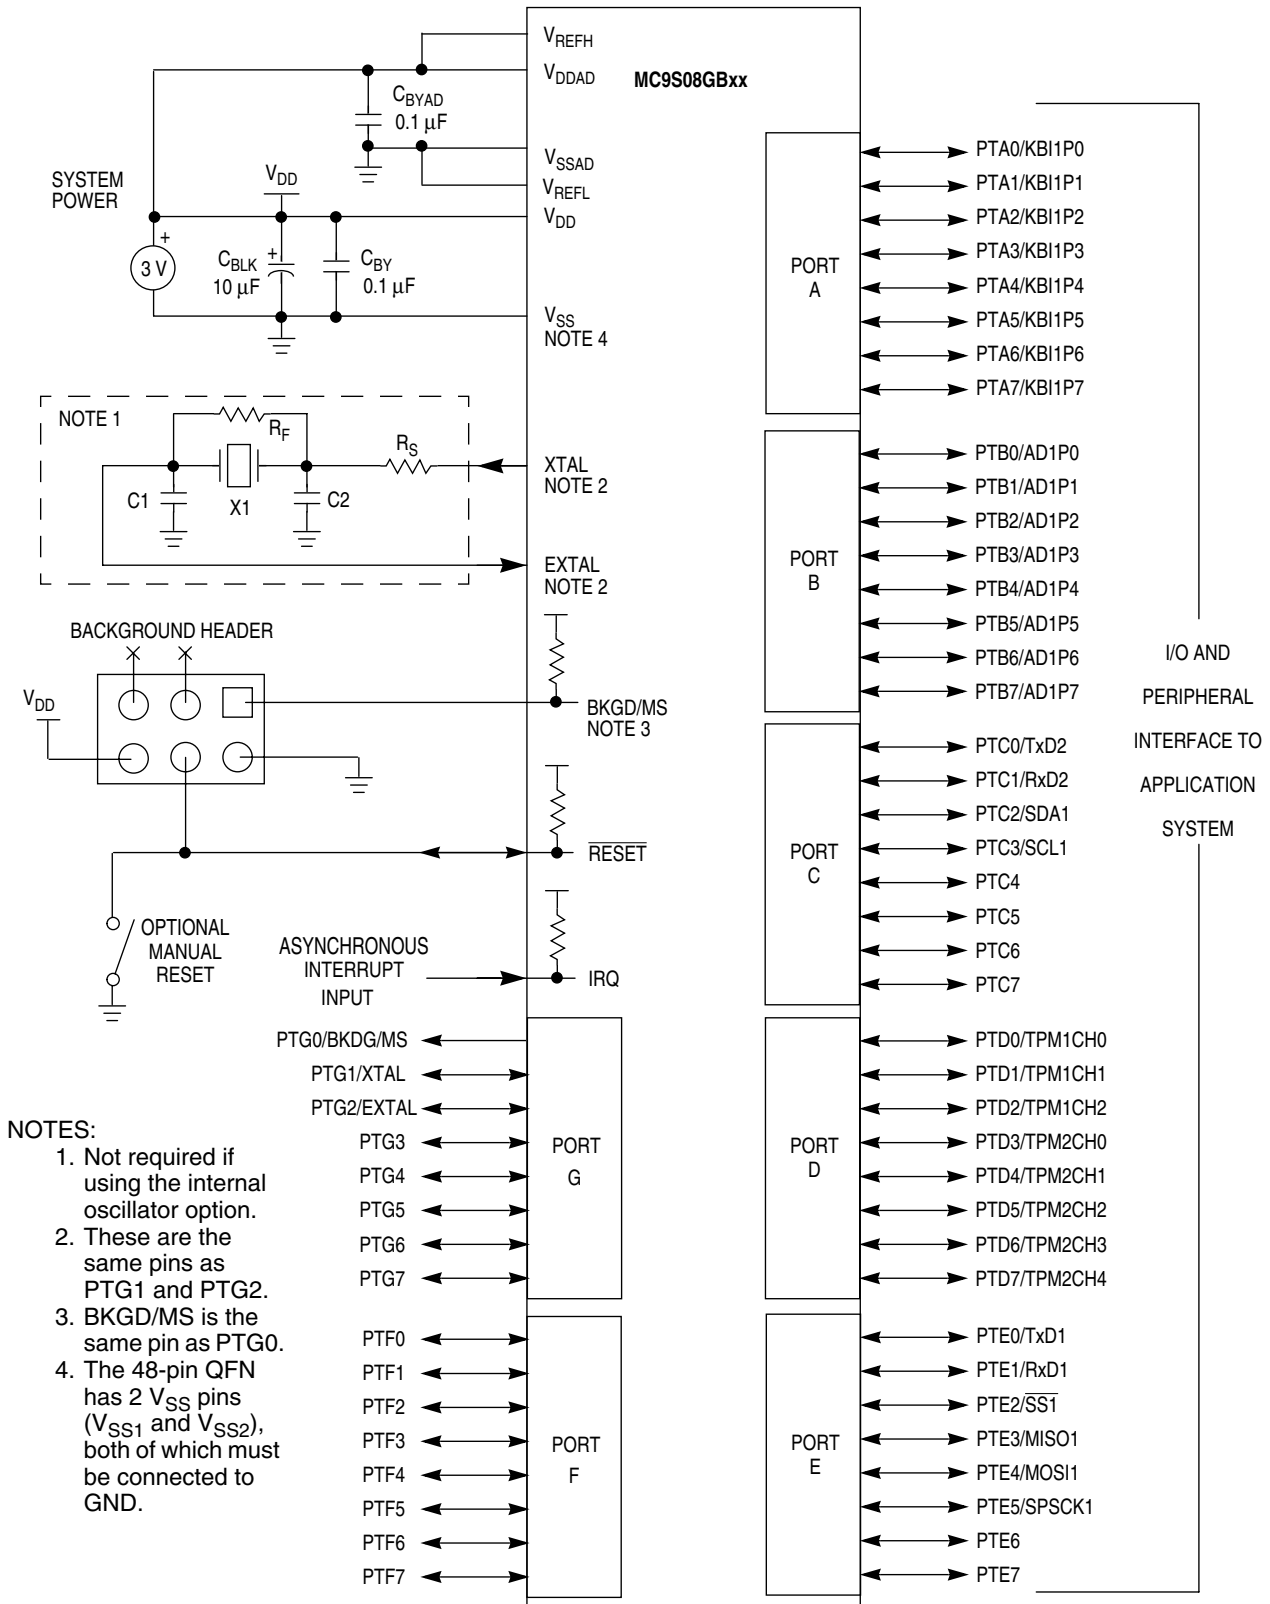 MC9S08GBxx
VREFH
VDDAD
CBYAD
0.1 µF
VSSAD
VREFL
SYSTEM
POWER
VDD
VDD
+
3 V
CBLK
+
10 µF
CBY
0.1 µF
VSS
NOTE 4
NOTE 1
RF
RS
C1
X1
C2
XTAL
NOTE 2
EXTAL
NOTE 2
BACKGROUND HEADER
VDD
BKGD/MS
NOTE 3
RESET
OPTIONAL
MANUAL
RESET
ASYNCHRONOUS
INTERRUPT
INPUT
IRQ
PTG0/BKDG/MS
PTG1/XTAL
PTG2/EXTAL
PTG3
PTG4
PTG5
PTG6
PTG7
PORT
G
PTF0
PTF1
PTF2
PTF3
PTF4
PTF5
PTF6
PTF7
PORT
F
NOTES:
1. Not required if
using the internal
oscillator option.
2. These are the
same pins as
PTG1 and PTG2.
3. BKGD/MS is the
same pin as PTG0.
4. The 48-pin QFN
has 2 VSS pins
(VSS1 and VSS2),
both of which must
be connected to
GND.
PORT
A
PTA0/KBI1P0
PTA1/KBI1P1
PTA2/KBI1P2
PTA3/KBI1P3
PTA4/KBI1P4
PTA5/KBI1P5
PTA6/KBI1P6
PTA7/KBI1P7
PORT
B
PTB0/AD1P0
PTB1/AD1P1
PTB2/AD1P2
PTB3/AD1P3
PTB4/AD1P4
PTB5/AD1P5
PTB6/AD1P6
PTB7/AD1P7
PORT
C
PTC0/TxD2
PTC1/RxD2
PTC2/SDA1
PTC3/SCL1
PTC4
PTC5
PTC6
PTC7
PORT
D
PTD0/TPM1CH0
PTD1/TPM1CH1
PTD2/TPM1CH2
PTD3/TPM2CH0
PTD4/TPM2CH1
PTD5/TPM2CH2
PTD6/TPM2CH3
PTD7/TPM2CH4
PORT
E
PTE0/TxD1
PTE1/RxD1
PTE2/SS1
PTE3/MISO1
PTE4/MOSI1
PTE5/SPSCK1
PTE6
PTE7
I/O AND
PERIPHERAL
INTERFACE TO
APPLICATION
SYSTEM